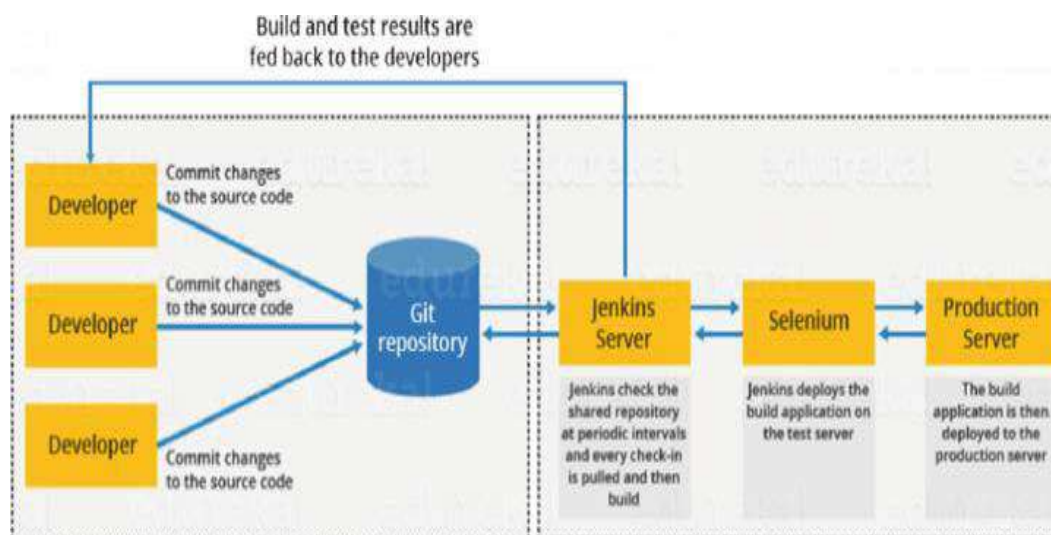 Build and test results are
fed back to the developers
Developer
Commit changes
to the source code
Developer
Commit changes
to the source code
Developer
Commit changes
to the source code
Git
repository
Jenkins
Server
Jenkins check the
shared repository
at periodic intervals
and every check-in
is pulled and then
build
Selenium
Jenkins deploys the
build application on
the test server
Production
Server
The build
application is then
deployed to the
production server